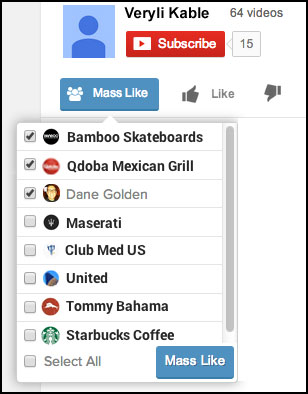 Veryli Kable 64 videos
Subscribe 15
Mass Like Like
Bamboo Skateboards
Qdoba Mexican Grill
Dane Golden
Maserati
Club Med US
United
Tommy Bahama
Starbucks Coffee
Select All Mass Like